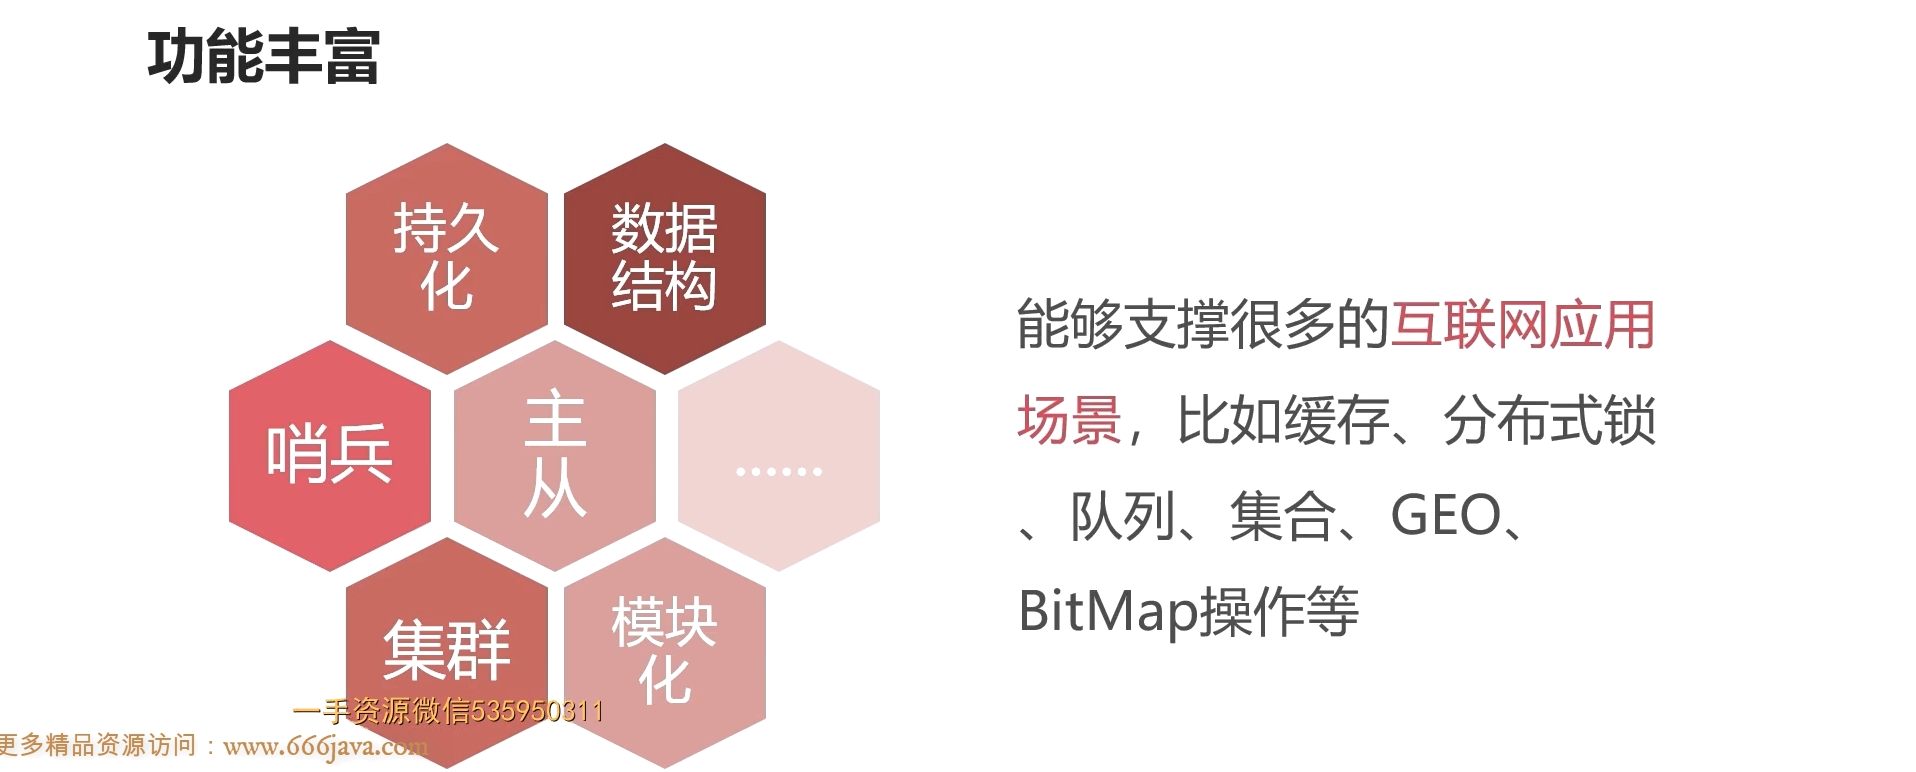 功能丰富
持久
化
数据
结构
哨兵
主
从
……
集群
模块
化
能够支撑很多的互联网应用
场景，比如缓存、分布式锁
、队列、集合、GEO、
BitMap操作等
一手资源微信535950311
更多精品资源访问：www.666java.com